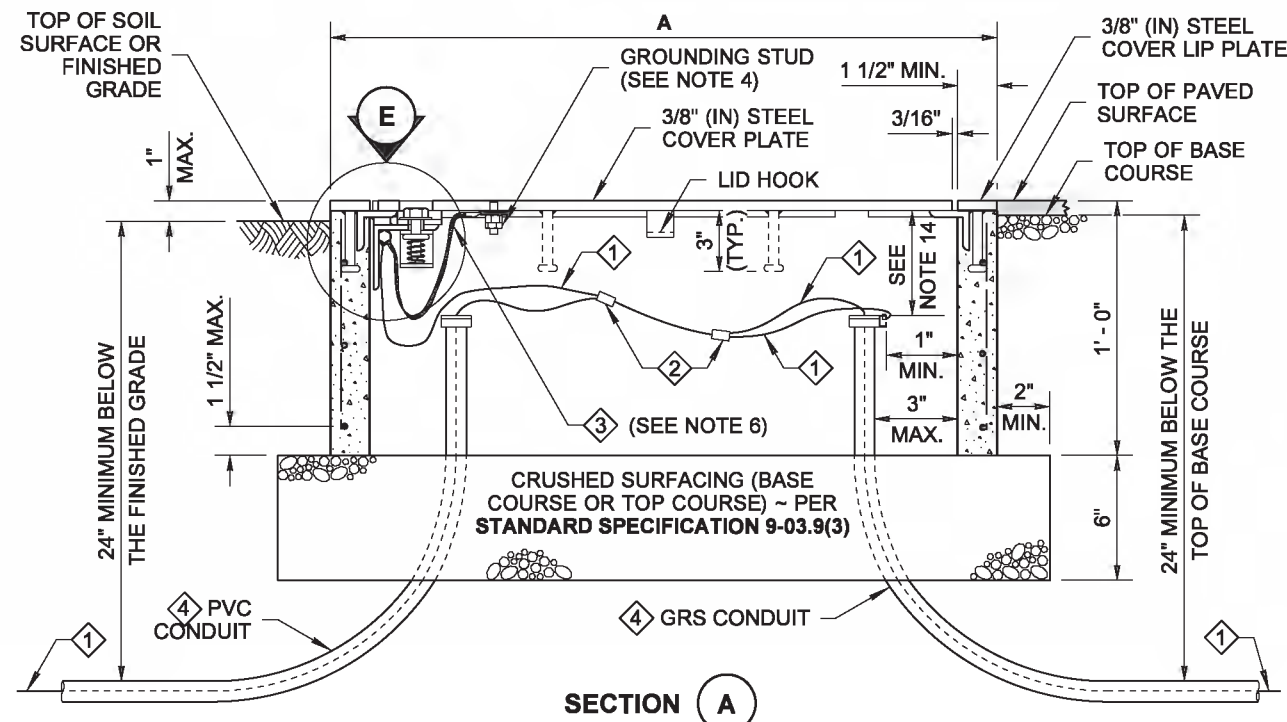 TOP OF SOIL
SURFACE OR
FINISHED
GRADE
A
GROUNDING STUD
(SEE NOTE 4)
3/8" (IN) STEEL
COVER LIP PLATE
1 1/2" MIN.
TOP OF PAVED
SURFACE
E
3/8" (IN) STEEL
COVER PLATE
3/16"
TOP OF BASE
COURSE
1"
MAX.
LID HOOK
3"
(TYP.)
SEE
NOTE 14
1
1
1
2
1"
MIN.
3"
MAX.
2"
MIN.
1' - 0"
1 1/2" MAX.
3 (SEE NOTE 6)
24" MINIMUM BELOW
THE FINISHED GRADE
24" MINIMUM BELOW THE
TOP OF BASE COURSE
CRUSHED SURFACING (BASE
COURSE OR TOP COURSE) ~ PER
STANDARD SPECIFICATION 9-03.9(3)
6"
4 PVC
CONDUIT
4 GRS CONDUIT
1
1
SECTION A